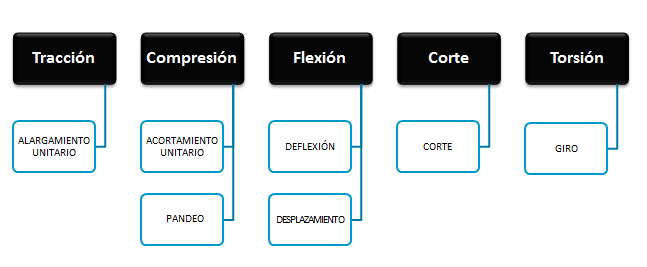 Tracción
Compresión
Flexión
Corte
Torsión
ALARGAMIENTO
UNITARIO
ACORTAMIENTO
UNITARIO
DEFLEXIÓN
CORTE
GIRO
PANDEO
DESPLAZAMIENTO